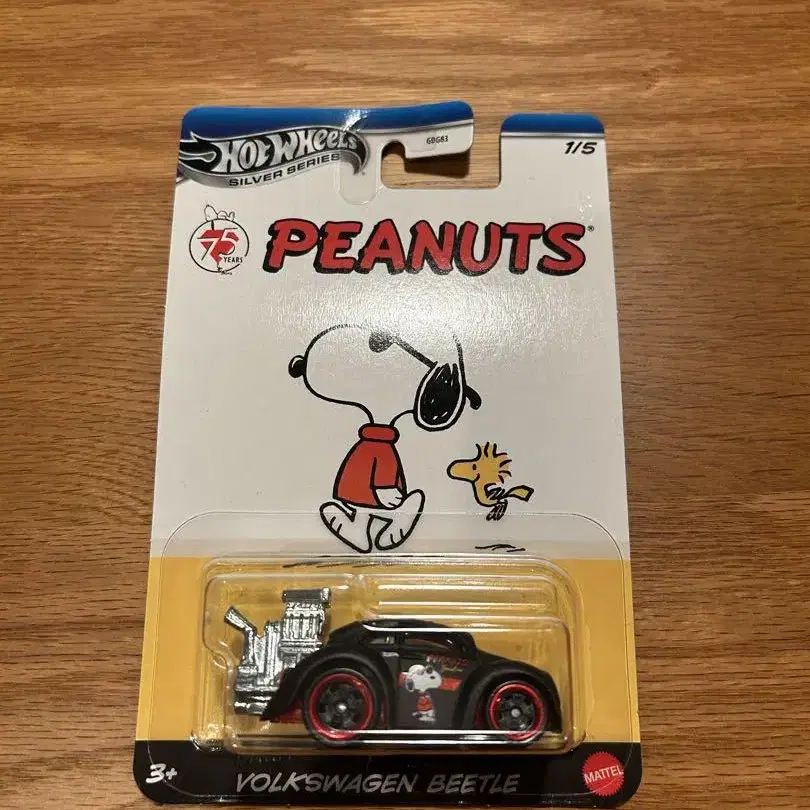 HOT WHEELS
SILVER SERIES
GDG83
1/5
75
YEARS
PEANUTS®
3+
VOLKSWAGEN BEETLE
MATTEL